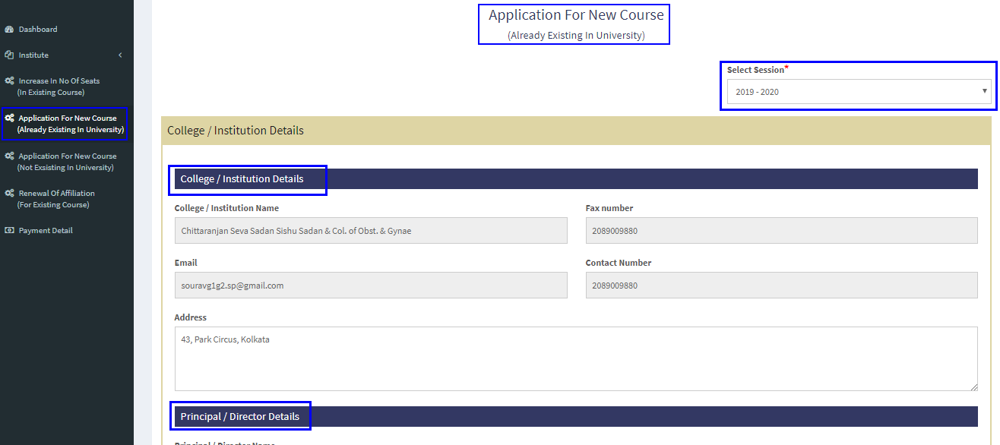 Dashboard
Institute
Increase In No Of Seats
(In Existing Course)
Application For New Course
(Already Existing In University)
Application For New Course
(Not Exsisting In University)
Renewal Of Affiliation
(For Existing Course)
Payment Detail
Application For New Course
(Already Existing In University)
Select Session*
2019 - 2020
College / Institution Details
College / Institution Details
College / Institution Name
Chittaranjan Seva Sadan Sishu Sadan & Col. of Obst. & Gynae
Fax number
2089009880
Email
souravg1g2.sp@gmail.com
Contact Number
2089009880
Address
43, Park Circus, Kolkata
Principal / Director Details
Principal / Director Name